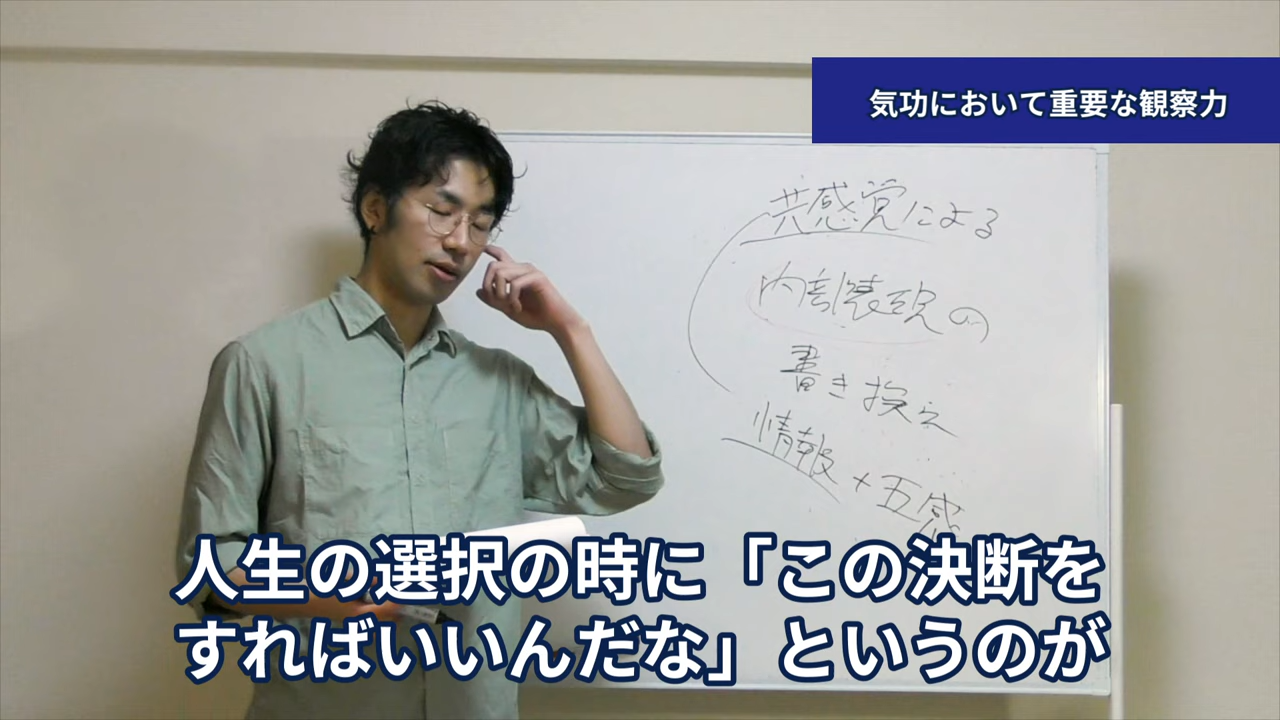 気功において重要な観察力
共感覚による
内部表現の
書き換え
情報+五感
人生の選択の時に「この決断を
すればいいんだな」というのが